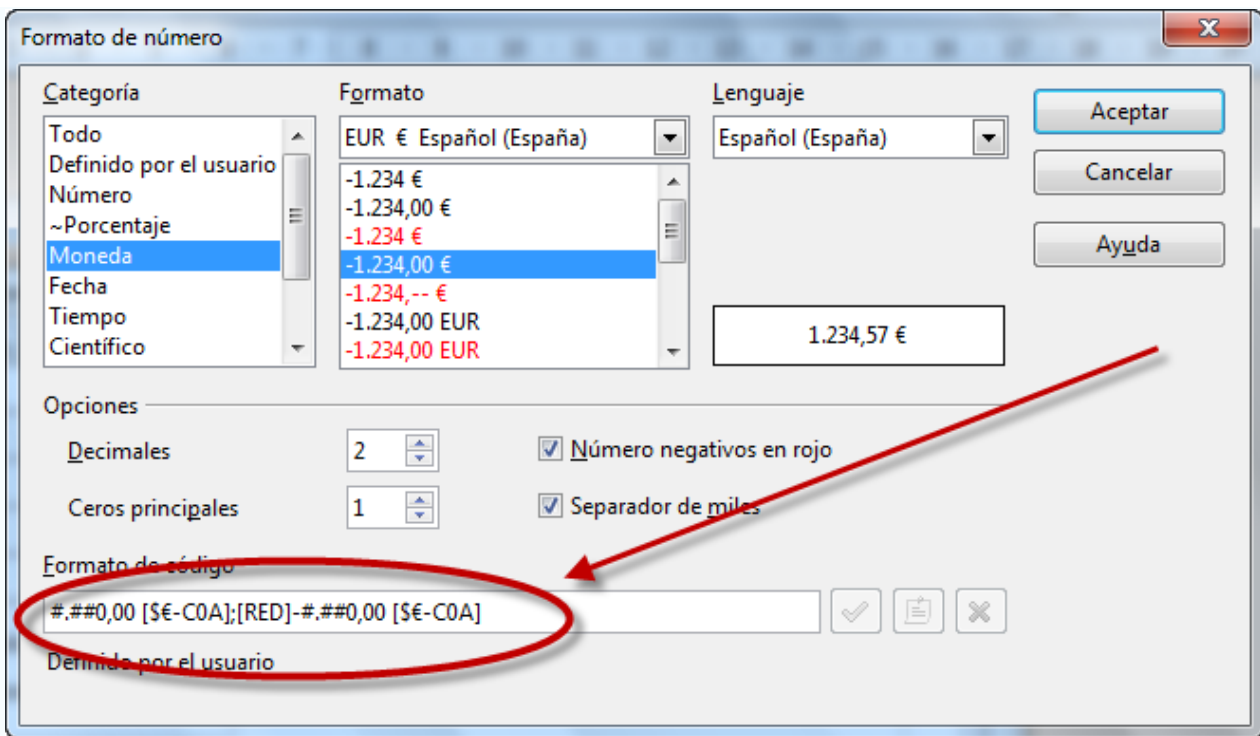 Formato de número
Categoría
Formato
Lenguaje
Todo
Definido por el usuario
Número
~Porcentaje
Moneda
Fecha
Tiempo
Científico
EUR € Español (España)
-1.234 €
-1.234,00 €
-1.234 €
-1.234,00 €
-1.234,-- €
-1.234,00 EUR
-1.234,00 EUR
Español (España)
1.234,57 €
Aceptar
Cancelar
Ayuda
Opciones
Decimales 2
Número negativos en rojo
Ceros principales 1
Separador de miles
Formato de código
#.##0,00 [$€-C0A];[RED]-#.##0,00 [$€-C0A]
Definido por el usuario